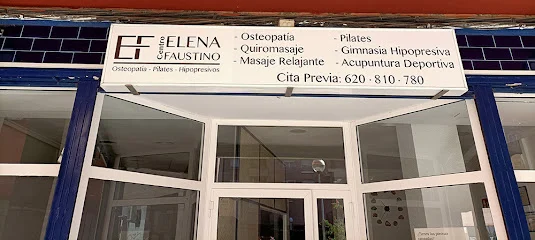 EF
Centro
ELENA
FAUSTINO
Osteopatía - Pilates - Hipopresivos
- Osteopatía
- Quiromasaje
- Masaje Relajante
- Pilates
- Gimnasia Hipopresiva
- Acupuntura Deportiva
Cita Previa: 620 · 810 · 780